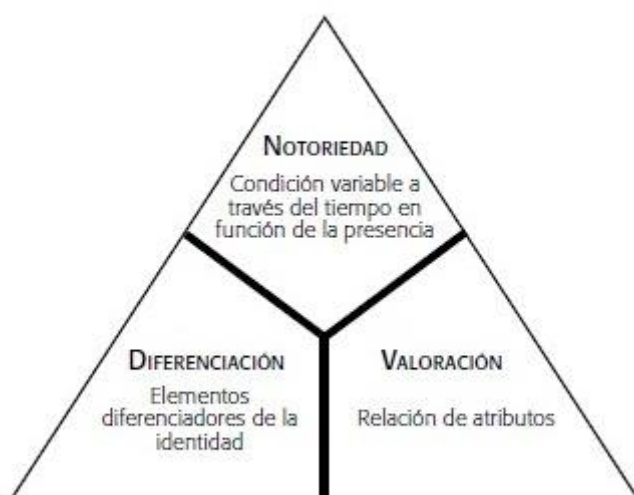 NOTORIEDAD
Condición variable a
través del tiempo en
función de la presencia
DIFERENCIACIÓN
Elementos
diferenciadores de la
identidad
VALORACIÓN
Relación de atributos